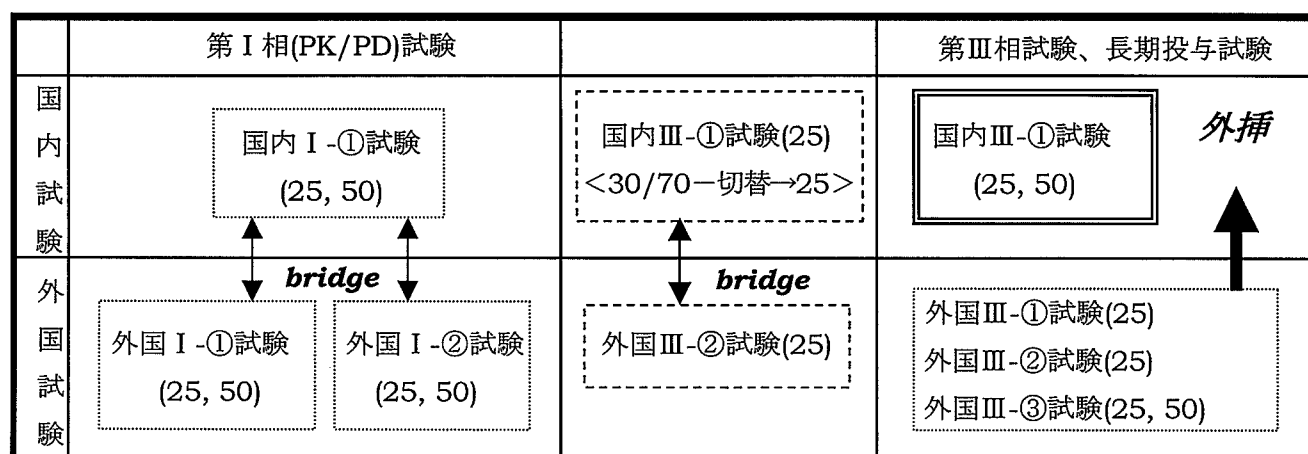 第Ⅰ相(PK/PD)試験
第Ⅲ相試験、長期投与試験
国内試験
国内Ⅰ-①試験
(25, 50)
国内Ⅲ-①試験(25)
<30/70－切替→25>
国内Ⅲ-①試験
(25, 50)
外挿
bridge
bridge
外国試験
外国Ⅰ-①試験
(25, 50)
外国Ⅰ-②試験
(25, 50)
外国Ⅲ-②試験(25)
外国Ⅲ-①試験(25)
外国Ⅲ-②試験(25)
外国Ⅲ-③試験(25, 50)